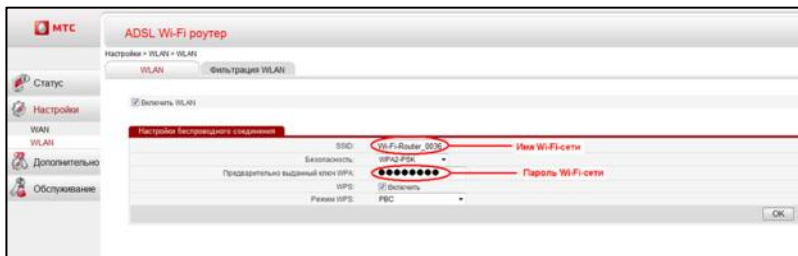 МТС
ADSL Wi-Fi роутер
Настройки > WLAN > WLAN
WLAN Фильтрация WLAN
Статус
Включить WLAN
Настройки
Настройки беспроводного соединения
WAN
SSID: Wi-Fi-Router_0036 Имя Wi-Fi-сети
WLAN
Безопасность: WPA2-PSK
Дополнительно
Предварительно выданный ключ WPA: ●●●●●●●● Пароль Wi-Fi-сети
WPS: Включить
Обслуживание
Режим WPS: PBC
OK